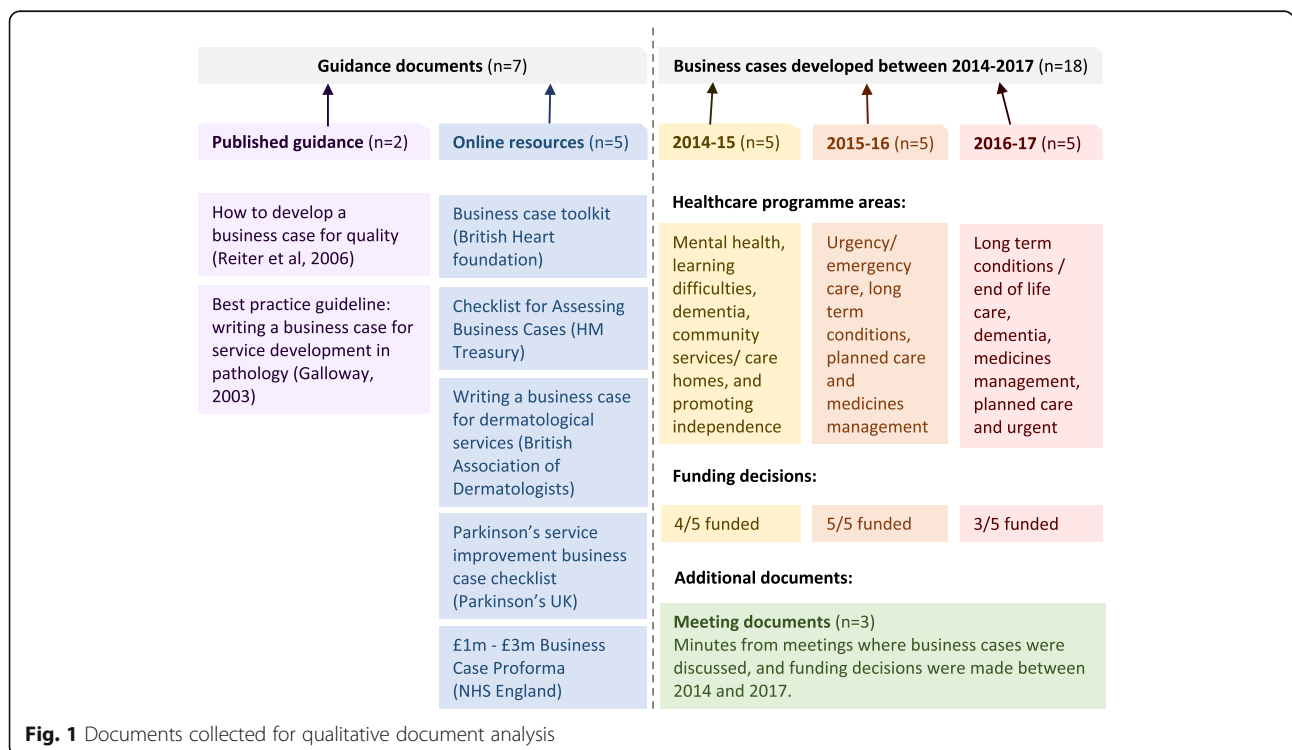 Guidance documents (n=7)
Published guidance (n=2)
How to develop a
business case for quality
(Reiter et al, 2006)
Best practice guideline:
writing a business case for
service development in
pathology (Galloway,
2003)
Online resources (n=5)
Business case toolkit
(British Heart
foundation)
Checklist for Assessing
Business Cases (HM
Treasury)
Writing a business case
for dermatological
services (British
Association of
Dermatologists)
Parkinson’s service
improvement business
case checklist
(Parkinson’s UK)
£1m - £3m Business
Case Proforma
(NHS England)
Business cases developed between 2014-2017 (n=18)
2014-15 (n=5)
2015-16 (n=5)
2016-17 (n=5)
Healthcare programme areas:
Mental health,
learning
difficulties,
dementia,
community
services/ care
homes, and
promoting
independence
Urgency/
emergency
care, long
term
conditions,
planned care
and
medicines
management
Long term
conditions /
end of life
care,
dementia,
medicines
management,
planned care
and urgent
Funding decisions:
4/5 funded
5/5 funded
3/5 funded
Additional documents:
Meeting documents (n=3)
Minutes from meetings where business cases were
discussed, and funding decisions were made between
2014 and 2017.
Fig. 1 Documents collected for qualitative document analysis